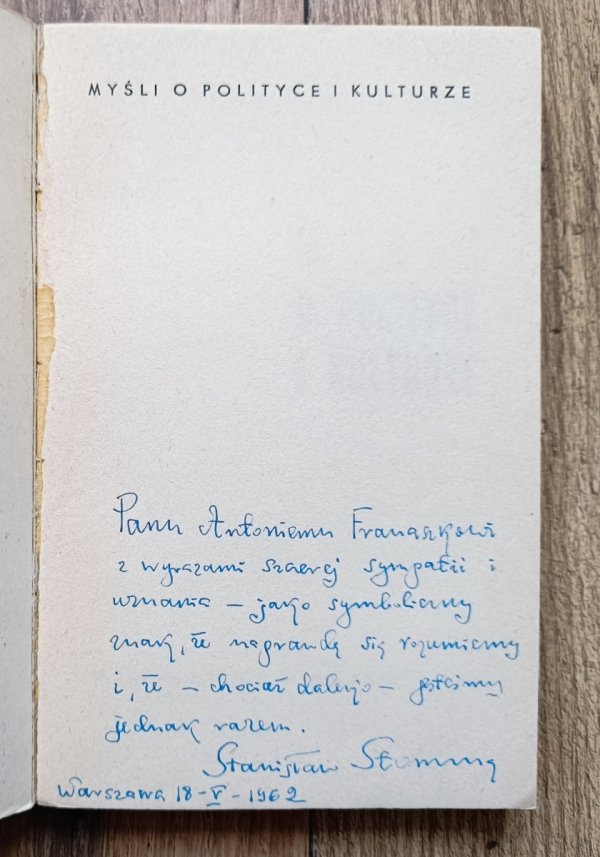 MYŚLI O POLITYCE I KULTURZE
Panu Antoniemu Franaszkowi
z wyrazami szczerej sympatii i
uznania – jako symboliczny
znak, że naprawdę się rozumiemy
i, że – chociaż daleko – jesteśmy
jednak razem.
Stanisław Stomma
Warszawa 18-V-1962